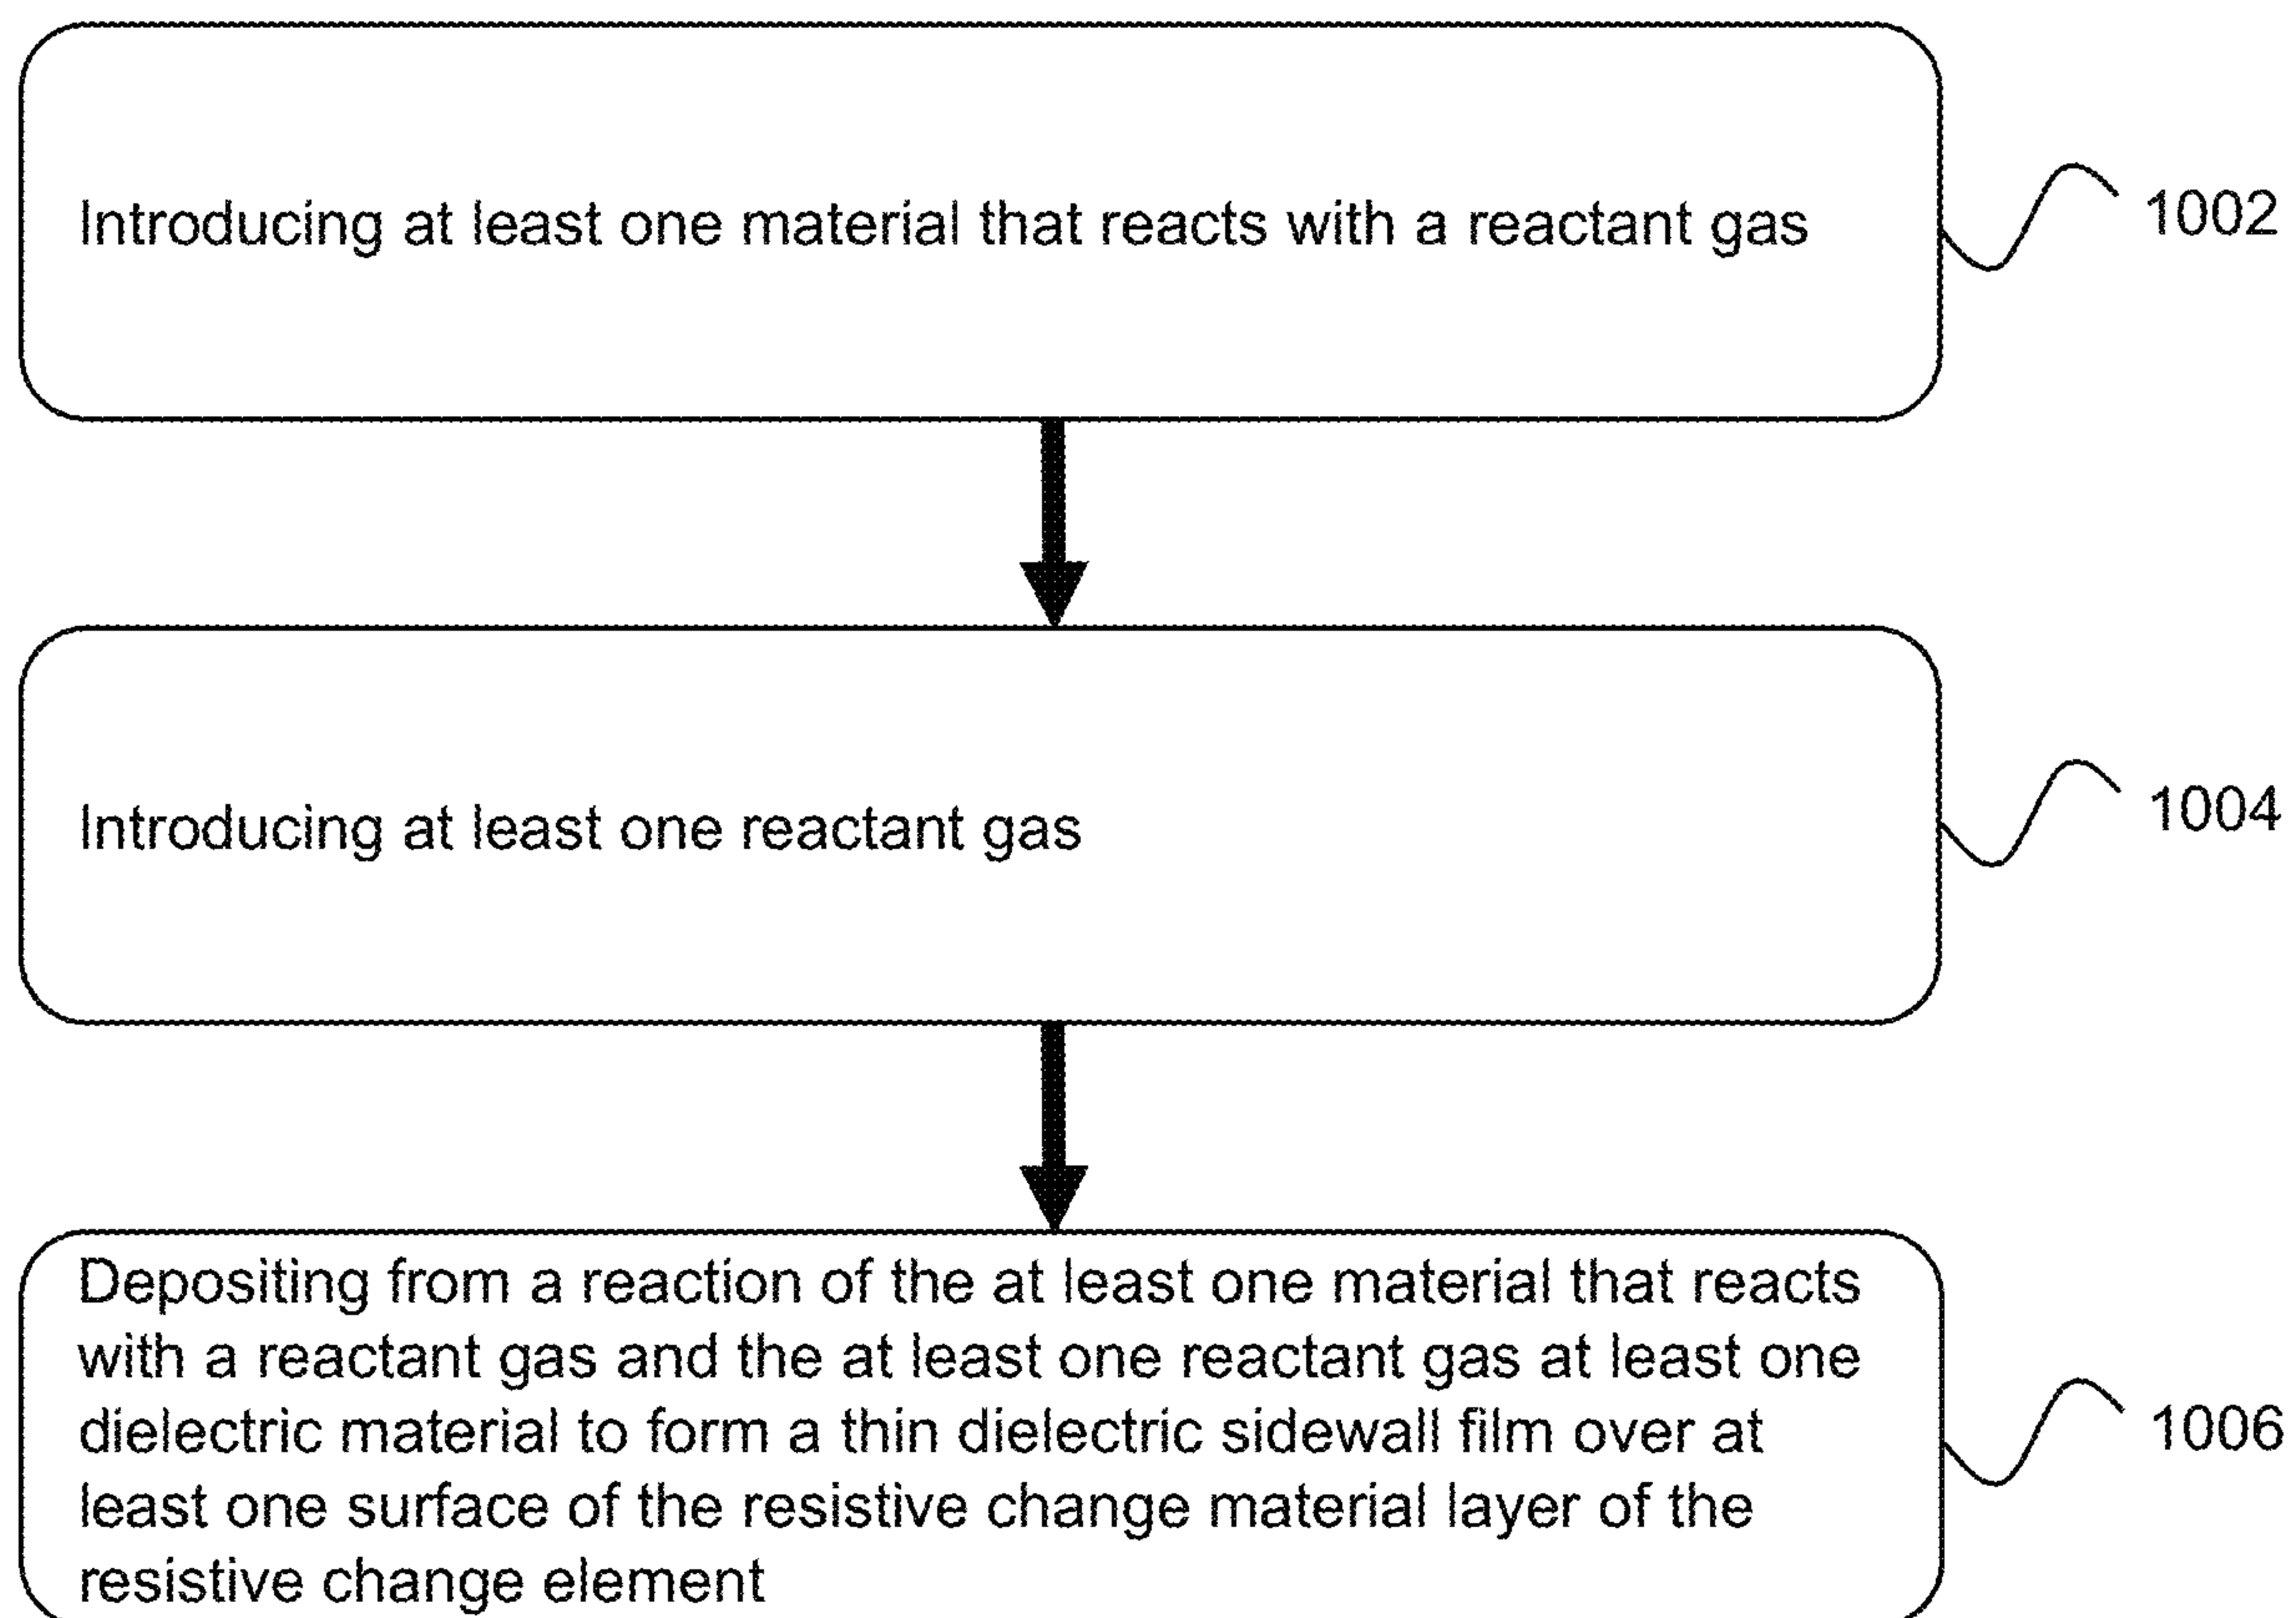 Introducing at least one material that reacts with a reactant gas
1002
Introducing at least one reactant gas
1004
Depositing from a reaction of the at least one material that reacts
with a reactant gas and the at least one reactant gas at least one
dielectric material to form a thin dielectric sidewall film over at
least one surface of the resistive change material layer of the
resistive change element
1006